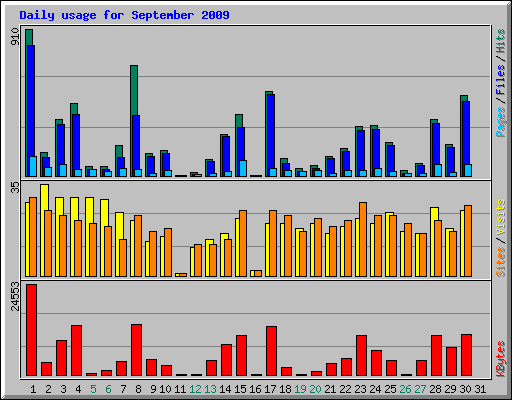 Daily usage for September 2009
910
Pages / Files / Hits
35
Sites / Visits
24553
KBytes
1 2 3 4 5 6 7 8 9 10 11 12 13 14 15 16 17 18 19 20 21 22 23 24 25 26 27 28 29 30 31